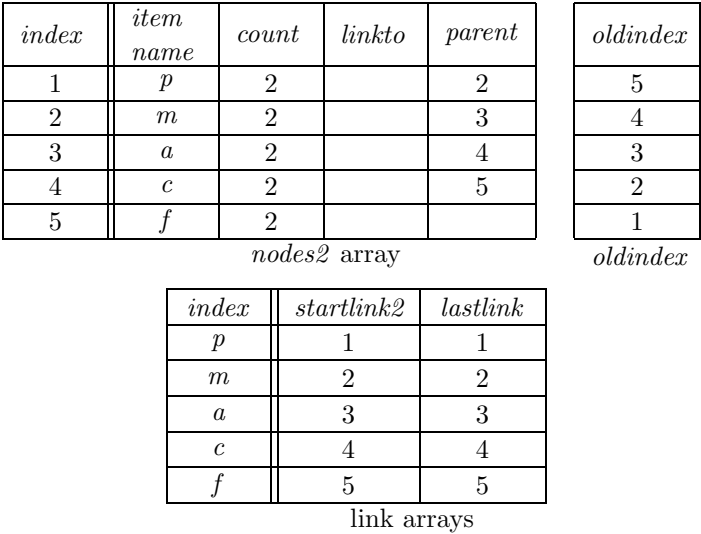 index item name count linkto parent oldindex
1 p 2 2 5
2 m 2 3 4
3 a 2 4 3
4 c 2 5 2
5 f 2 1
nodes2 array oldindex
index startlink2 lastlink
p 1 1
m 2 2
a 3 3
c 4 4
f 5 5
link arrays